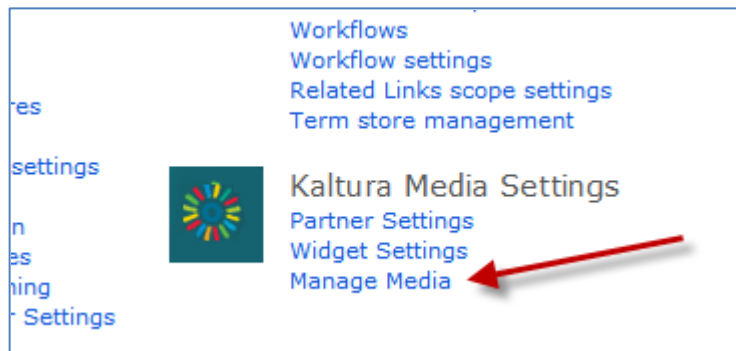 Workflows
Workflow settings
Related Links scope settings
Term store management
res
settings
n
es
ning
r Settings
Kaltura Media Settings
Partner Settings
Widget Settings
Manage Media